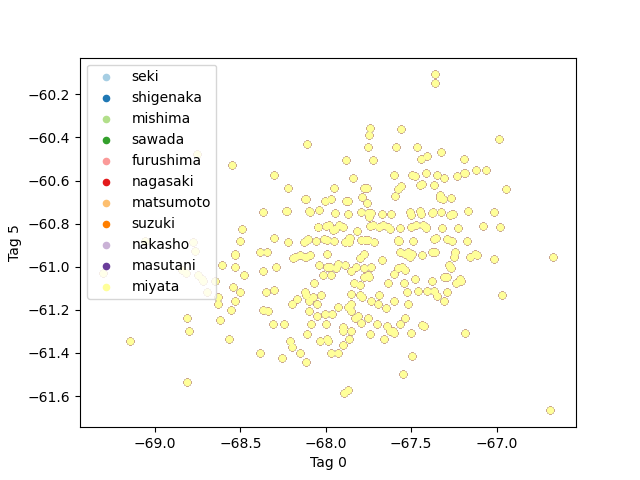 −60.2
−60.4
−60.6
−60.8
−61.0
−61.2
−61.4
−61.6
Tag 5
seki
shigenaka
mishima
sawada
furushima
nagasaki
matsumoto
suzuki
nakasho
masutani
miyata
−69.0
−68.5
−68.0
−67.5
−67.0
Tag 0